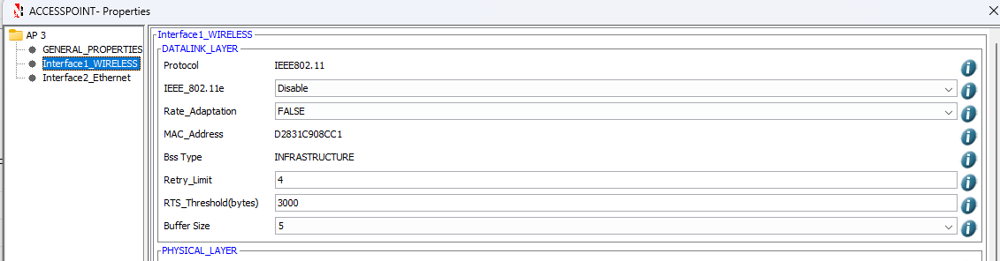 ACCESSPOINT- Properties
AP 3
GENERAL_PROPERTIES
Interface1_WIRELESS
Interface2_Ethernet
Interface1_WIRELESS
DATALINK_LAYER
Protocol IEEE802.11
IEEE_802.11e Disable
Rate_Adaptation FALSE
MAC_Address D2831C908CC1
Bss Type INFRASTRUCTURE
Retry_Limit 4
RTS_Threshold(bytes) 3000
Buffer Size 5
PHYSICAL_LAYER